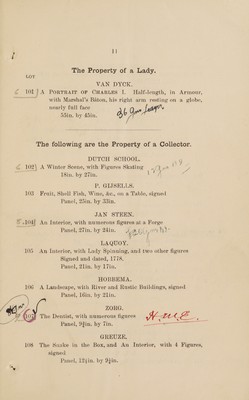 11
The Property of a Lady.
LOT
VAN DYCK.
101 A PORTRAIT OF CHARLES I. Half-length, in Armour,
with Marshal's Bâton, his right arm resting on a globe,
nearly full face
55in. by 45in.
The following are the Property of a Collector.
DUTCH SCHOOL.
102 A Winter Scene, with Figures Skating
18in. by 27in.
P. GIJSELLS.
103 Fruit, Shell Fish, Wine, &c., on a Table, signed
Panel, 25in. by 33in.
JAN STEEN.
104 An Interior, with numerous figures at a Forge
Panel, 27in. by 24in.
LAQUOY.
105 An Interior, with Lady Spinning, and two other figures
Signed and dated, 1778.
Panel, 21in. by 17in.
HOBBEMA.
106 A Landscape, with River and Rustic Buildings, signed
Panel, 16in. by 21in.
ZORG.
107 The Dentist, with numerous figures
Panel, 9½in. by 7in.
GREUZE.
108 The Snake in the Box, and An Interior, with 4 Figures,
signed
Panel, 12½in. by 9½in.